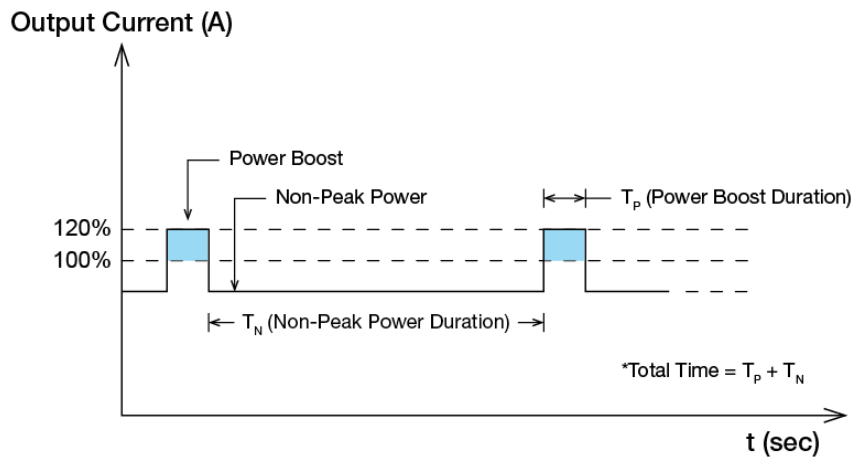 Output Current (A)
Power Boost
Non-Peak Power
T_P (Power Boost Duration)
120%
100%
T_N (Non-Peak Power Duration)
*Total Time = T_P + T_N
t (sec)